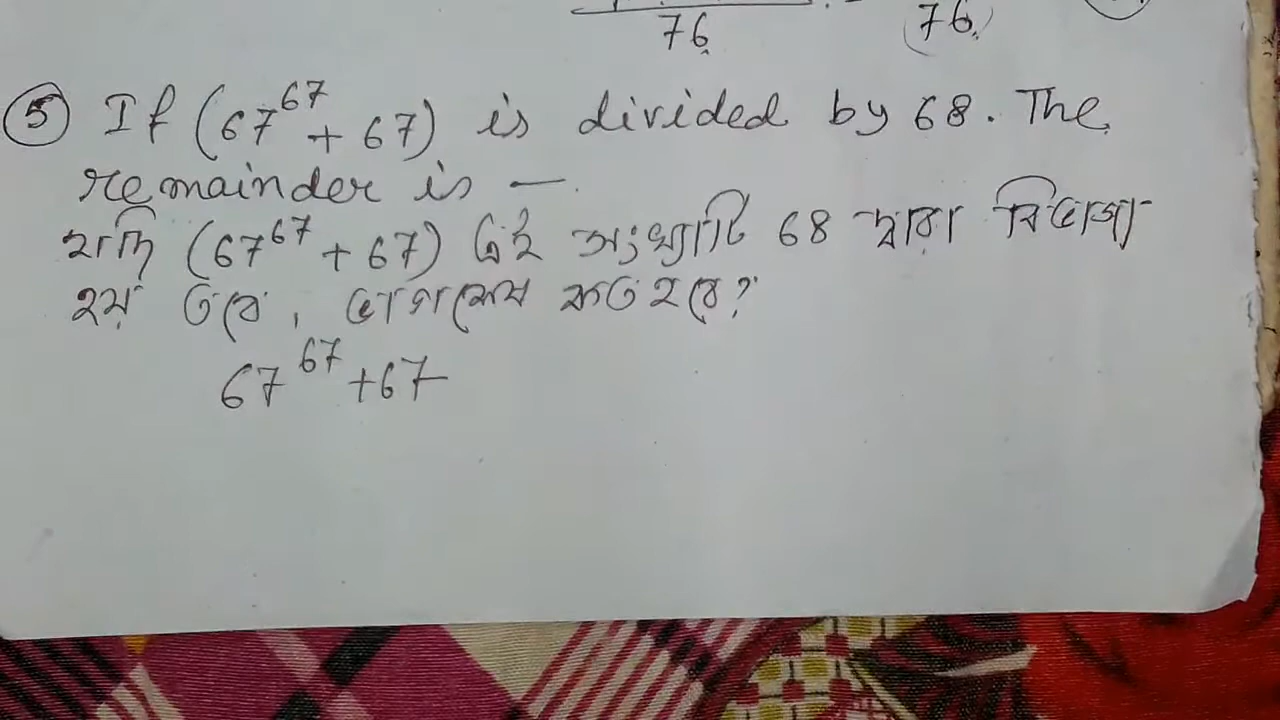 76 (76)
(5) If (67^67 + 67) is divided by 68. The
remainder is —.
যদি (67^67 + 67) এই সংখ্যাটি 68 দ্বারা বিভাজ্য
হয় তবে, ভাগশেষ কত হবে?
67^67 + 67